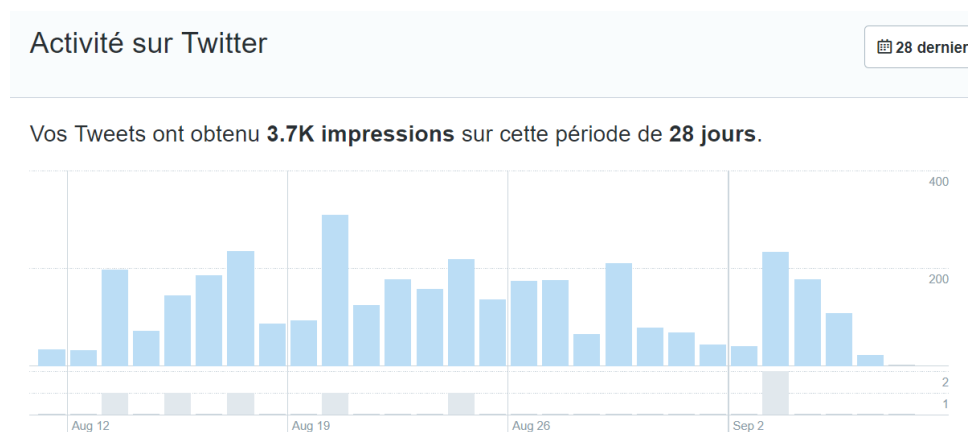 Activité sur Twitter
28 dernier
Vos Tweets ont obtenu 3.7K impressions sur cette période de 28 jours.
400
200
2
1
Aug 12 Aug 19 Aug 26 Sep 2